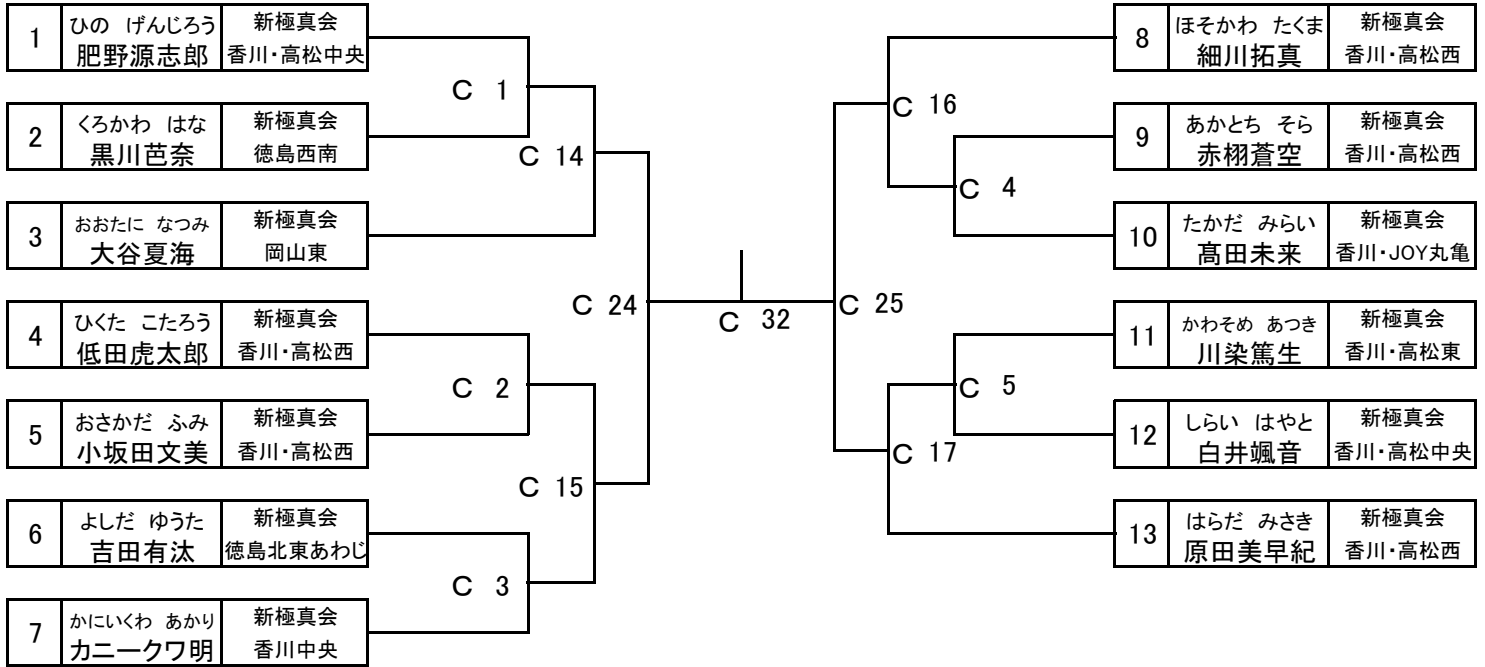 1
ひの げんじろう
肥野源志郎
新極真会
香川・高松中央
2
くろかわ はな
黒川芭奈
新極真会
徳島西南
3
おおたに なつみ
大谷夏海
新極真会
岡山東
4
ひくた こたろう
低田虎太郎
新極真会
香川・高松西
5
おさかだ ふみ
小坂田文美
新極真会
香川・高松西
6
よしだ ゆうた
吉田有汰
新極真会
徳島北東あわじ
7
かにいくわ あかり
カニークワ明
新極真会
香川中央
C 1
C 14
C 2
C 24
C 15
C 3
C 32
C 16
C 4
C 25
C 5
C 17
8
ほそかわ たくま
細川拓真
新極真会
香川・高松西
9
あかとち そら
赤栩蒼空
新極真会
香川・高松西
10
たかだ みらい
髙田未来
新極真会
香川・JOY丸亀
11
かわそめ あつき
川染篤生
新極真会
香川・高松東
12
しらい はやと
白井颯音
新極真会
香川・高松中央
13
はらだ みさき
原田美早紀
新極真会
香川・高松西